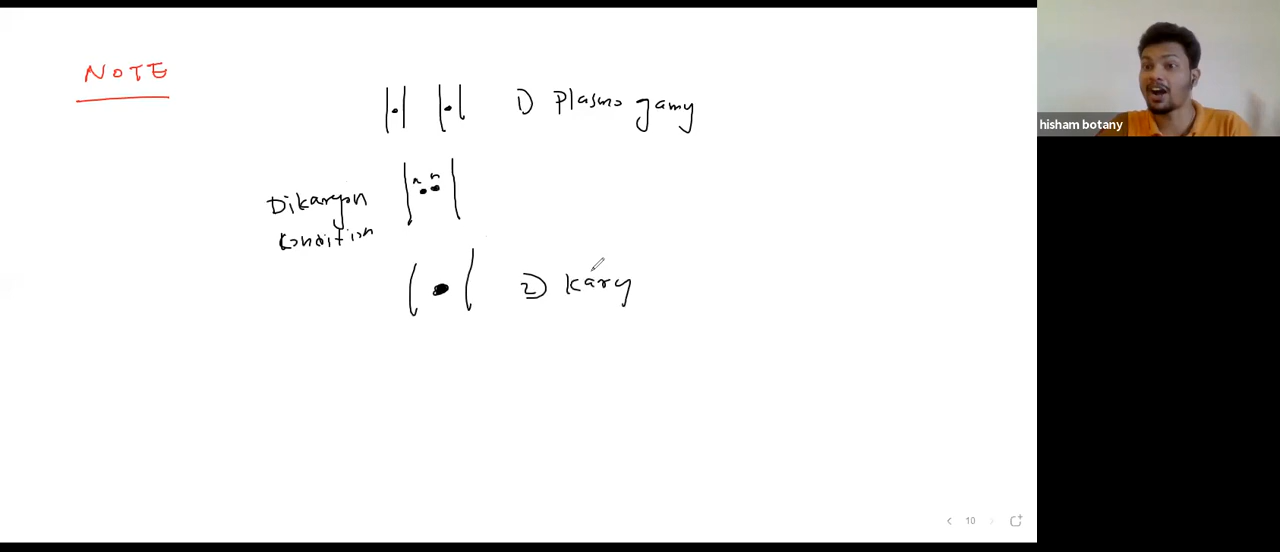 NOTE
1) Plasmo gamy
n n
Dikaryon
Condition
2) Kary
hisham botany
10